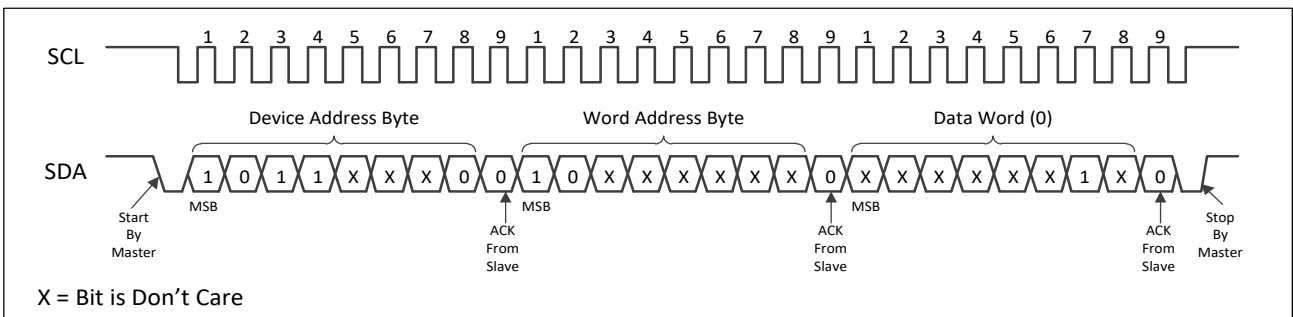 1 2 3 4 5 6 7 8 9 1 2 3 4 5 6 7 8 9 1 2 3 4 5 6 7 8 9
SCL
Device Address Byte Word Address Byte Data Word (0)
SDA 1 0 1 1 X X X 0 0 1 0 X X X X X X 0 X X X X X X 1 X 0
MSB MSB MSB
Start
By
Master
ACK
From
Slave
ACK
From
Slave
ACK
From
Slave
Stop
By
Master
X = Bit is Don’t Care